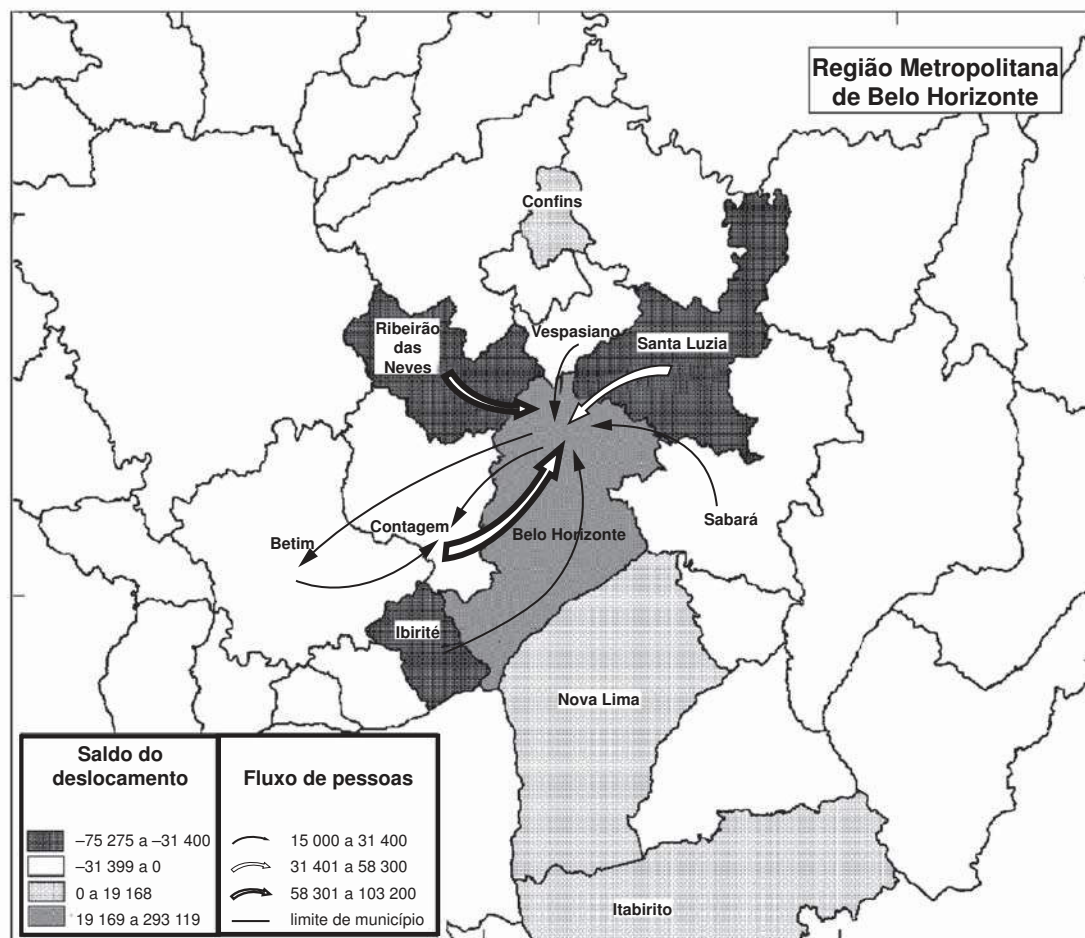 Região Metropolitana
de Belo Horizonte
Confins
Ribeirão
das
Neves
Vespasiano
Santa Luzia
Contagem
Betim
Belo Horizonte
Sabará
Ibirité
Nova Lima
Itabirito
Saldo do
deslocamento
–75 275 a –31 400
–31 399 a 0
0 a 19 168
19 169 a 293 119
Fluxo de pessoas
15 000 a 31 400
31 401 a 58 300
58 301 a 103 200
limite de município